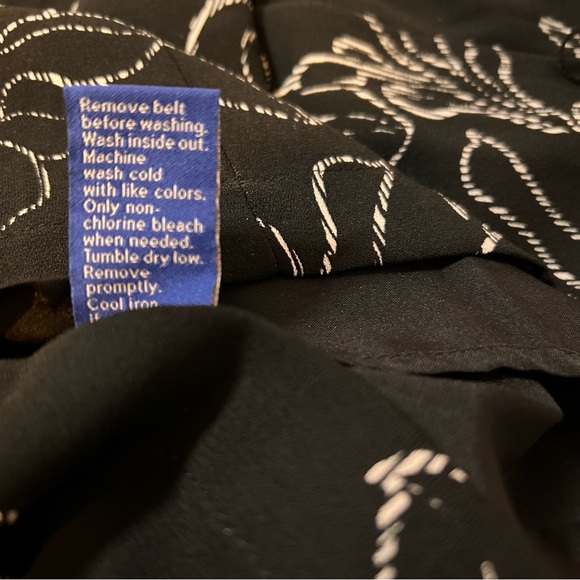 Remove belt
before washing.
Wash inside out.
Machine
wash cold
with like colors.
Only non-
chlorine bleach
when needed.
Tumble dry low.
Remove
promptly.
Cool iron